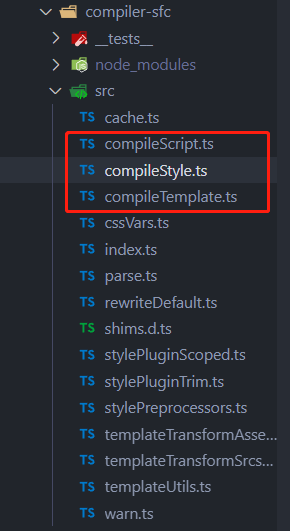 compiler-sfc
__tests__
node_modules
src
TS cache.ts
TS compileScript.ts
TS compileStyle.ts
TS compileTemplate.ts
TS cssVars.ts
TS index.ts
TS parse.ts
TS rewriteDefault.ts
TS shims.d.ts
TS stylePluginScoped.ts
TS stylePluginTrim.ts
TS stylePreprocessors.ts
TS templateTransformAsse...
TS templateTransformSrcs...
TS templateUtils.ts
TS warn.ts